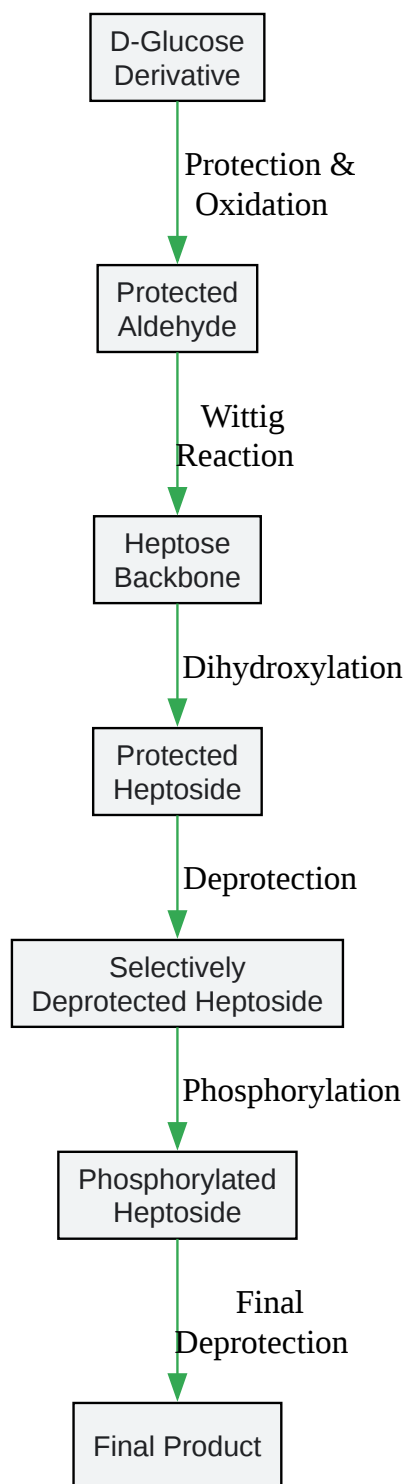 D-Glucose
Derivative
Protection &
Oxidation
Protected
Aldehyde
Wittig
Reaction
Heptose
Backbone
Dihydroxylation
Protected
Heptoside
Deprotection
Selectively
Deprotected Heptoside
Phosphorylation
Phosphorylated
Heptoside
Final
Deprotection
Final Product